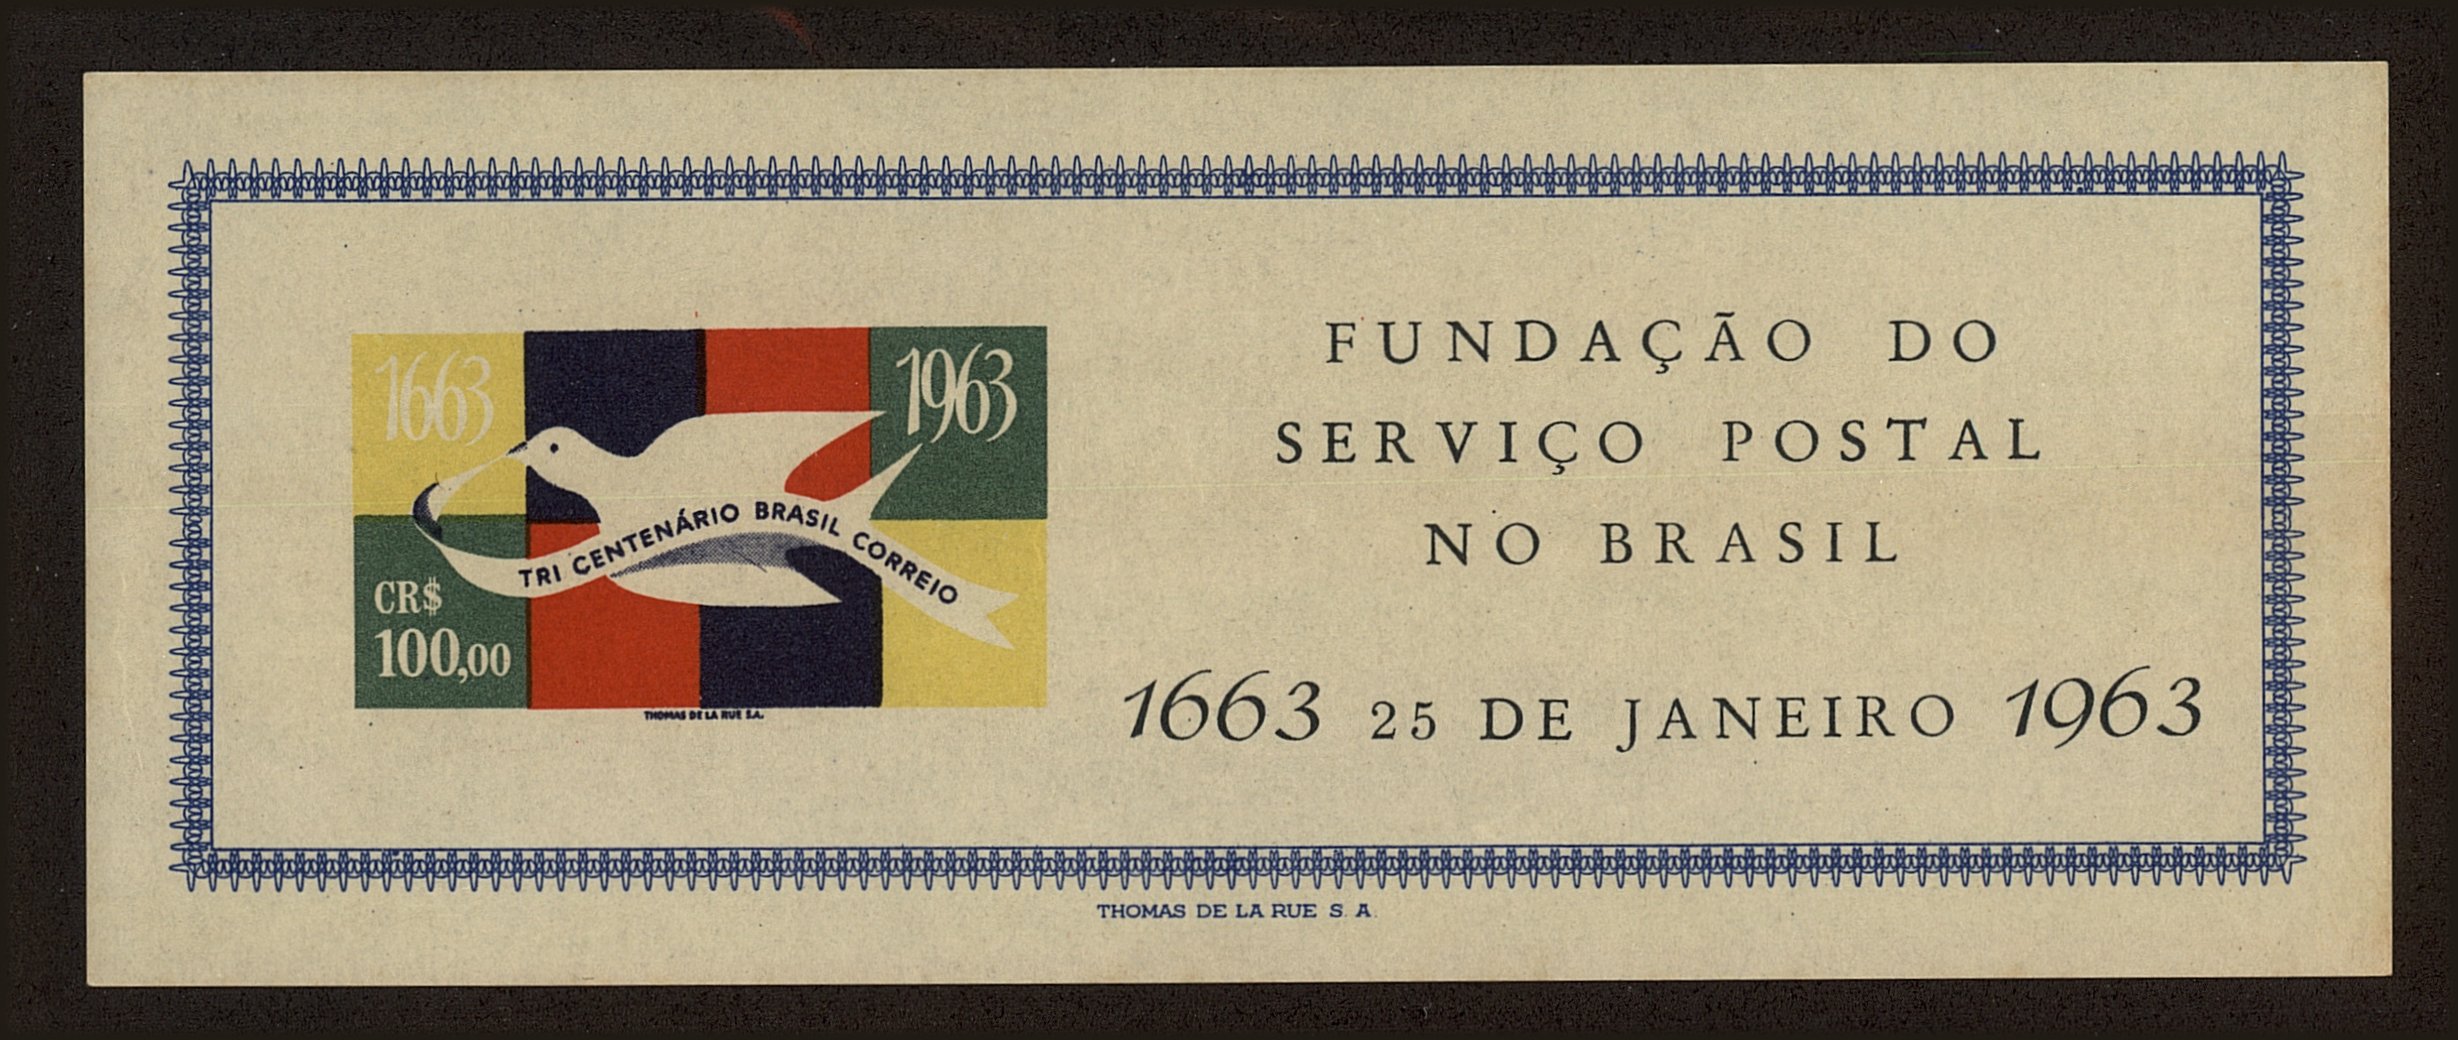 1663
1963
TRI CENTENÁRIO BRASIL CORREIO
CR$
100,00
THOMAS DE LA RUE S.A.
FUNDAÇÃO DO
SERVIÇO POSTAL
NO BRASIL
1663 25 DE JANEIRO 1963
THOMAS DE LA RUE S. A.